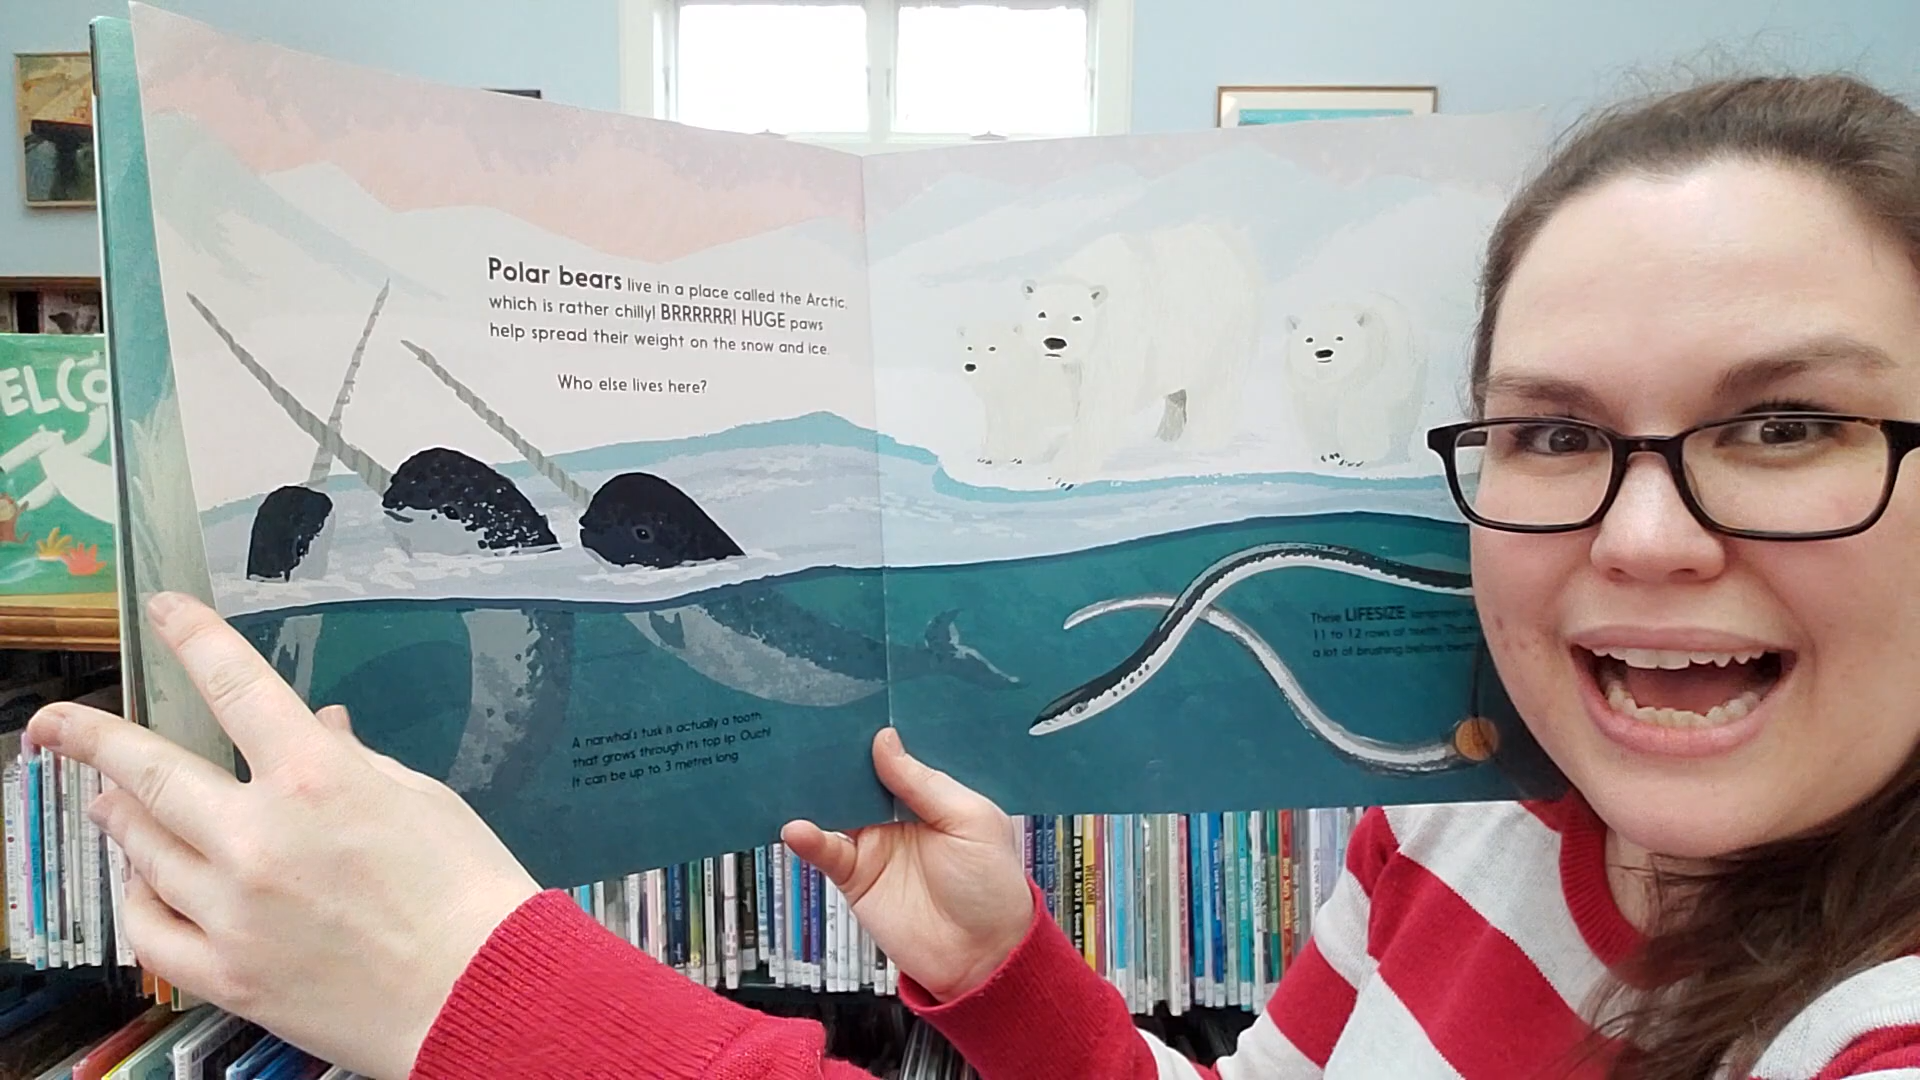 Polar bears live in a place called the Arctic,
which is rather chilly! BRRRRRR! HUGE paws
help spread their weight on the snow and ice.
Who else lives here?
A narwhal's tusk is actually a tooth
that grows through its top lip. Ouch!
It can be up to 3 metres long.
These LIFESIZE
11 to 12 rows of teeth.
a lot of brushing before
ELCO